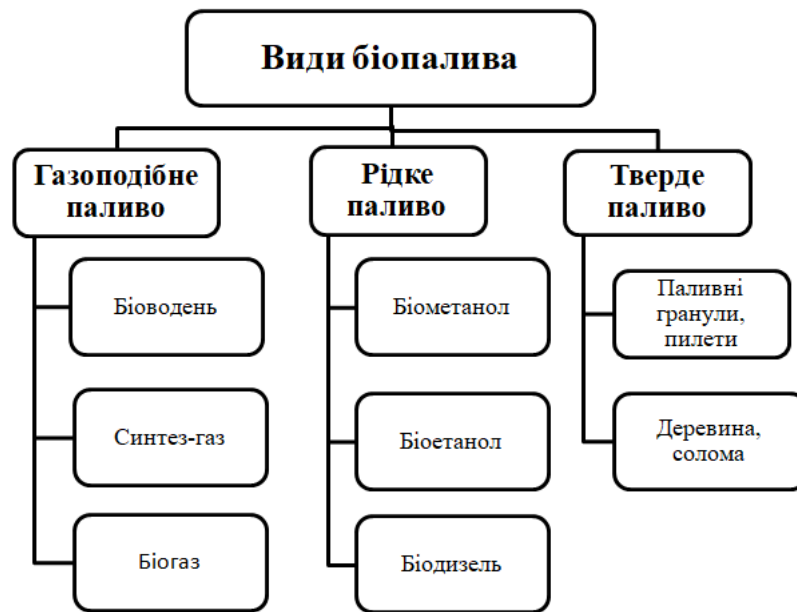 Види біопалива
Газоподібне
паливо
Рідке
паливо
Тверде
паливо
Біоводень
Біометанол
Паливні
гранули,
пилети
Синтез-газ
Біоетанол
Деревина,
солома
Біогаз
Біодизель